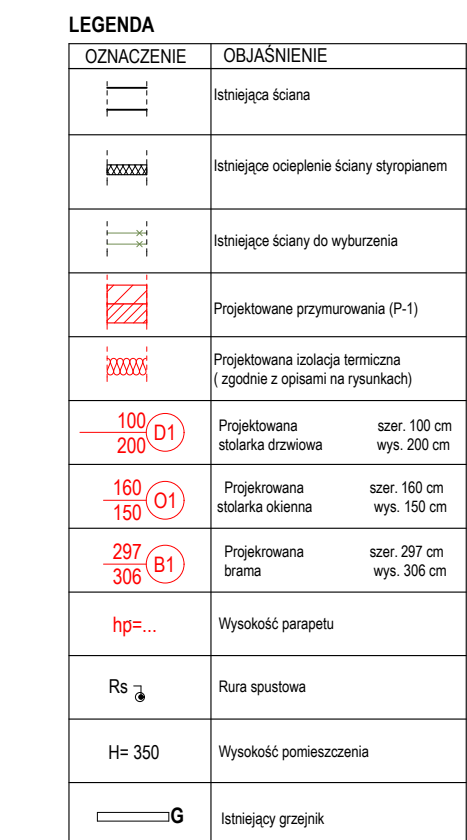 LEGENDA
OZNACZENIE OBJAŚNIENIE
Istniejąca ściana
Istniejące ocieplenie ściany styropianem
Istniejące ściany do wyburzenia
Projektowane przymurowania (P-1)
Projektowana izolacja termiczna
( zgodnie z opisami na rysunkach)
100 D1 Projektowana szer. 100 cm
200 stolarka drzwiowa wys. 200 cm
160 O1 Projekrowana szer. 160 cm
150 stolarka okienna wys. 150 cm
297 B1 Projekrowana szer. 297 cm
306 brama wys. 306 cm
hp=... Wysokość parapetu
Rs Rura spustowa
H= 350 Wysokość pomieszczenia
G Istniejący grzejnik